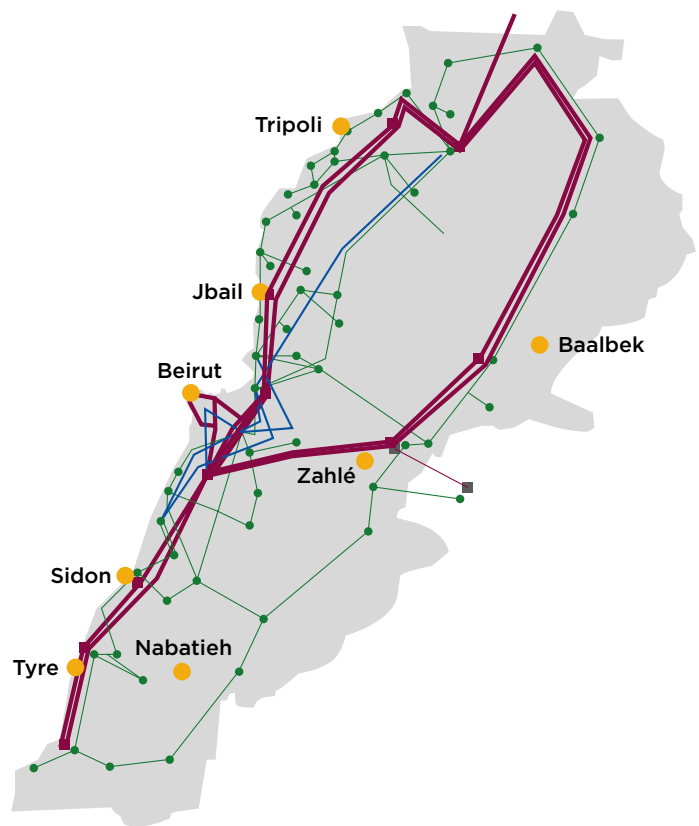 Tripoli
Jbail
Baalbek
Beirut
Zahlé
Sidon
Nabatieh
Tyre